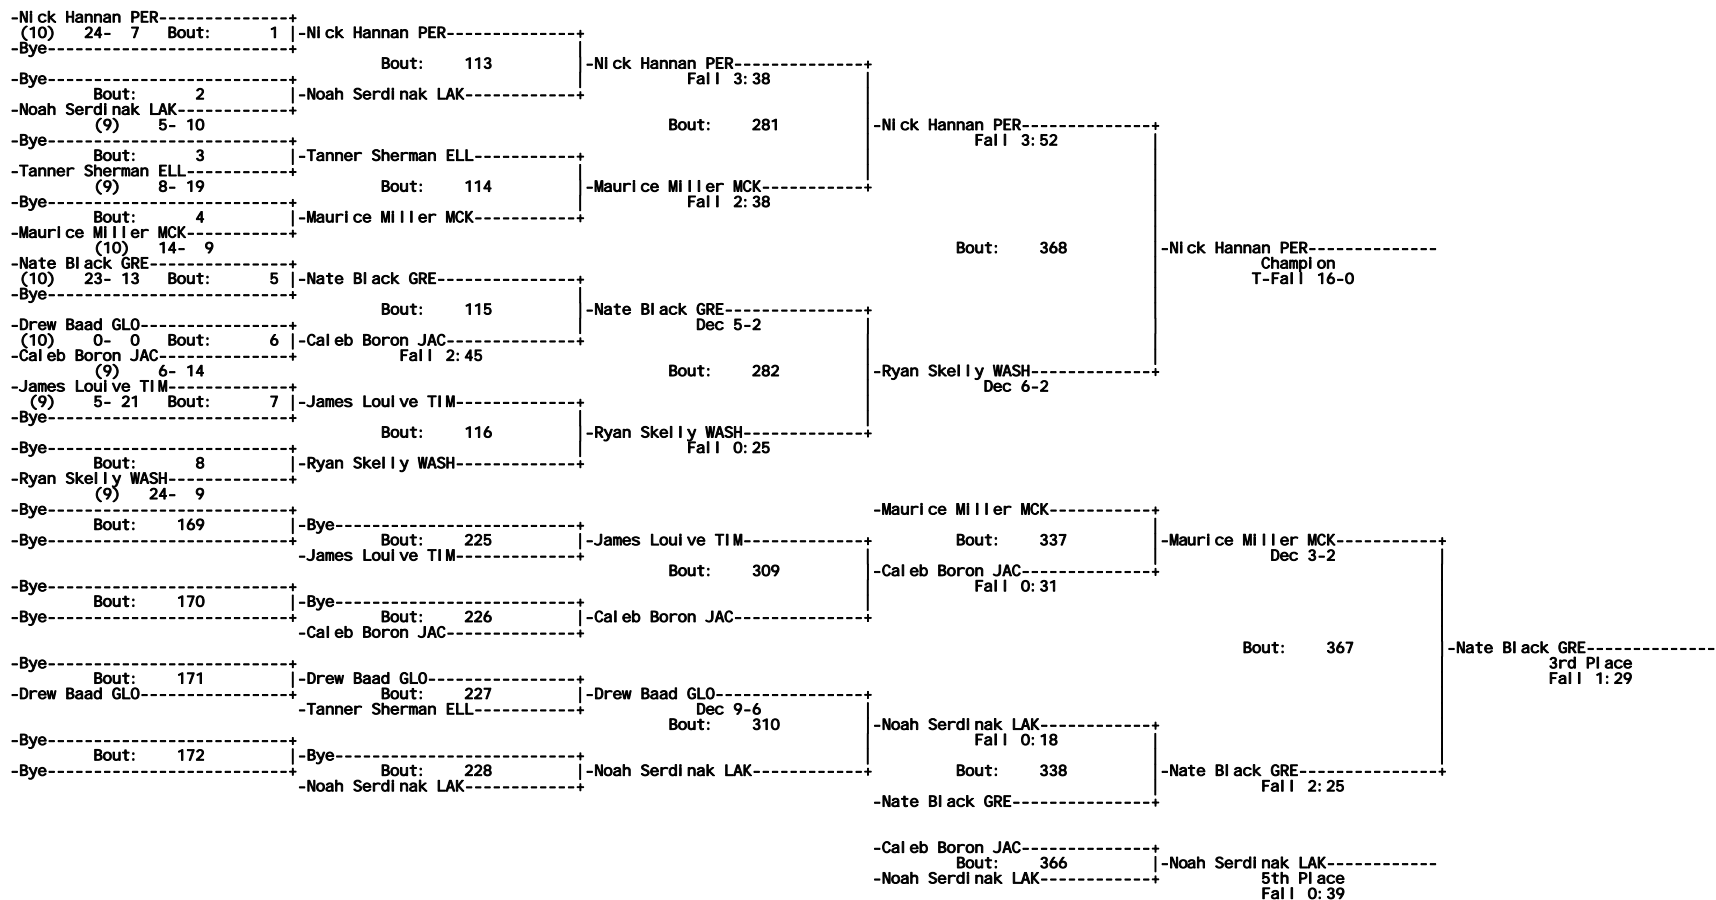 -Nick Hannan PER---------------+
(10) 24- 7 Bout: 1 |-Nick Hannan PER--------------+
-Bye---------------------------+
Bout: 113 |-Nick Hannan PER---------------+
-Bye---------------------------+ Fall 3:38
Bout: 2 |-Noah Serdinak LAK------------+
-Noah Serdinak LAK-------------+
(9) 5- 10 Bout: 281 |-Nick Hannan PER---------------+
-Bye---------------------------+ Fall 3:52
Bout: 3 |-Tanner Sherman ELL-----------+
-Tanner Sherman ELL------------+
(9) 8- 19 Bout: 114 |-Maurice Miller MCK------------+
-Bye---------------------------+ Fall 2:38
Bout: 4 |-Maurice Miller MCK-----------+
-Maurice Miller MCK------------+
(10) 14- 9 Bout: 368 |-Nick Hannan PER--------------
-Nate Black GRE----------------+ Champion
(10) 23- 13 Bout: 5 |-Nate Black GRE---------------+ T-Fall 16-0
-Bye---------------------------+
Bout: 115 |-Nate Black GRE----------------+
-Drew Baad GLO-----------------+ Dec 5-2
(10) 0- 0 Bout: 6 |-Caleb Boron JAC--------------+
-Caleb Boron JAC---------------+ Fall 2:45
(9) 6- 14 Bout: 282 |-Ryan Skelly WASH--------------+
-James Louive TIM--------------+ Dec 6-2
(9) 5- 21 Bout: 7 |-James Louive TIM-------------+
-Bye---------------------------+
Bout: 116 |-Ryan Skelly WASH--------------+
-Bye---------------------------+ Fall 0:25
Bout: 8 |-Ryan Skelly WASH-------------+
-Ryan Skelly WASH--------------+
(9) 24- 9
-Bye---------------------------+ -Maurice Miller MCK------------+
Bout: 169 |-Bye--------------------------+
-Bye---------------------------+ Bout: 225 |-James Louive TIM--------------+ Bout: 337 |-Maurice Miller MCK------------+
-James Louive TIM-------------+ Dec 3-2
Bout: 309 |-Caleb Boron JAC---------------+
-Bye---------------------------+ Fall 0:31
Bout: 170 |-Bye--------------------------+
-Bye---------------------------+ Bout: 226 |-Caleb Boron JAC---------------+
-Caleb Boron JAC--------------+
Bout: 367 |-Nate Black GRE--------------
-Bye---------------------------+ 3rd Place
Bout: 171 |-Drew Baad GLO----------------+ Fall 1:29
-Drew Baad GLO-----------------+ Bout: 227 |-Drew Baad GLO-----------------+
-Tanner Sherman ELL-----------+ Dec 9-6
Bout: 310 |-Noah Serdinak LAK-------------+
-Bye---------------------------+ Fall 0:18
Bout: 172 |-Bye--------------------------+
-Bye---------------------------+ Bout: 228 |-Noah Serdinak LAK-------------+ Bout: 338 |-Nate Black GRE----------------+
-Noah Serdinak LAK------------+ Fall 2:25
-Nate Black GRE----------------+
-Caleb Boron JAC---------------+
Bout: 366 |-Noah Serdinak LAK------------
-Noah Serdinak LAK-------------+ 5th Place
Fall 0:39